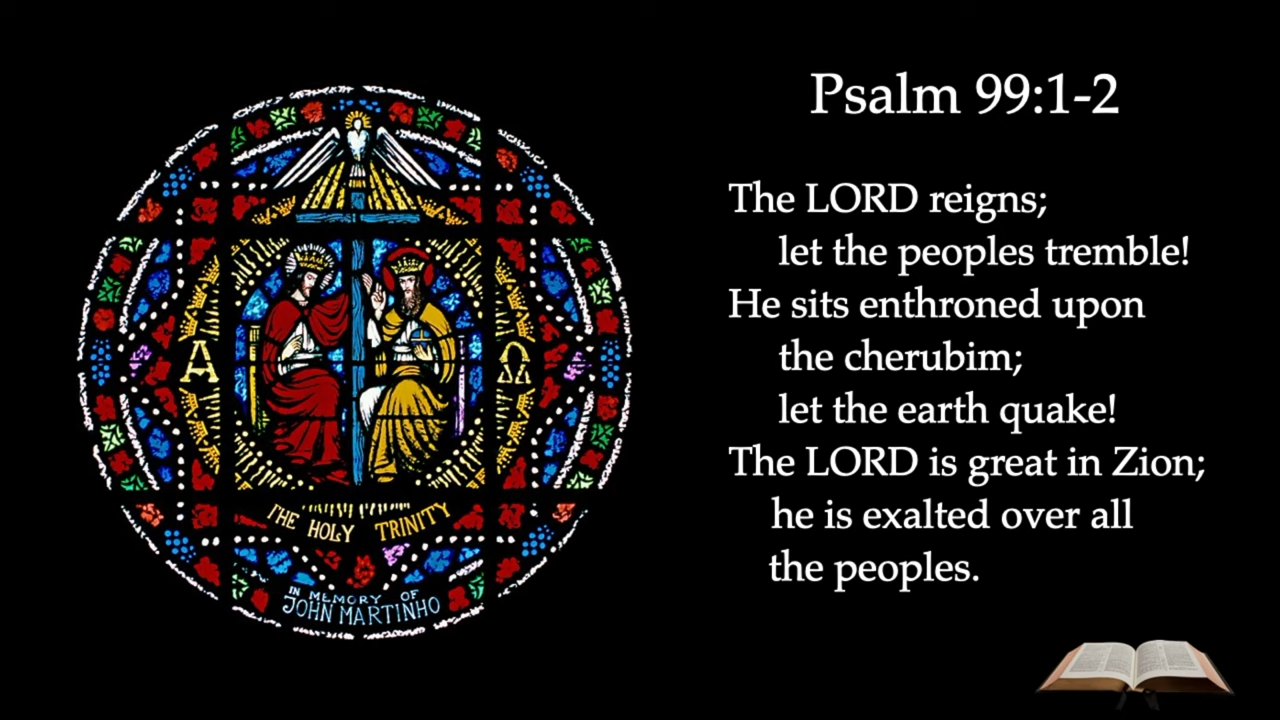 Psalm 99:1-2
The LORD reigns;
let the peoples tremble!
He sits enthroned upon
the cherubim;
let the earth quake!
The LORD is great in Zion;
he is exalted over all
the peoples.
Α Ω
THE HOLY TRINITY
IN MEMORY OF
JOHN MARTINHO